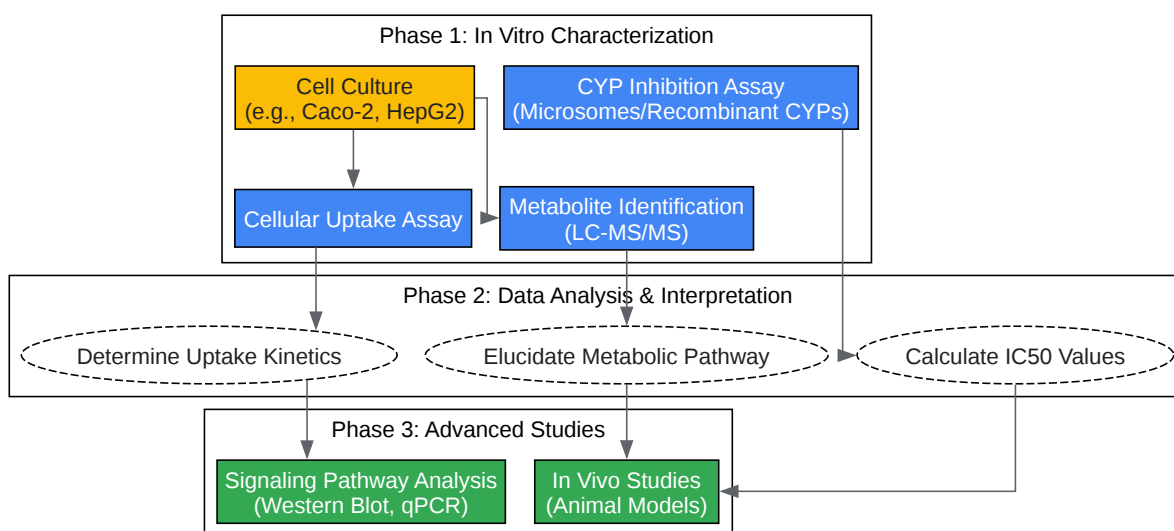 Phase 1: In Vitro Characterization
Cell Culture
(e.g., Caco-2, HepG2)
CYP Inhibition Assay
(Microsomes/Recombinant CYPs)
Cellular Uptake Assay
Metabolite Identification
(LC-MS/MS)
Phase 2: Data Analysis & Interpretation
Determine Uptake Kinetics
Elucidate Metabolic Pathway
Calculate IC50 Values
Phase 3: Advanced Studies
Signaling Pathway Analysis
(Western Blot, qPCR)
In Vivo Studies
(Animal Models)